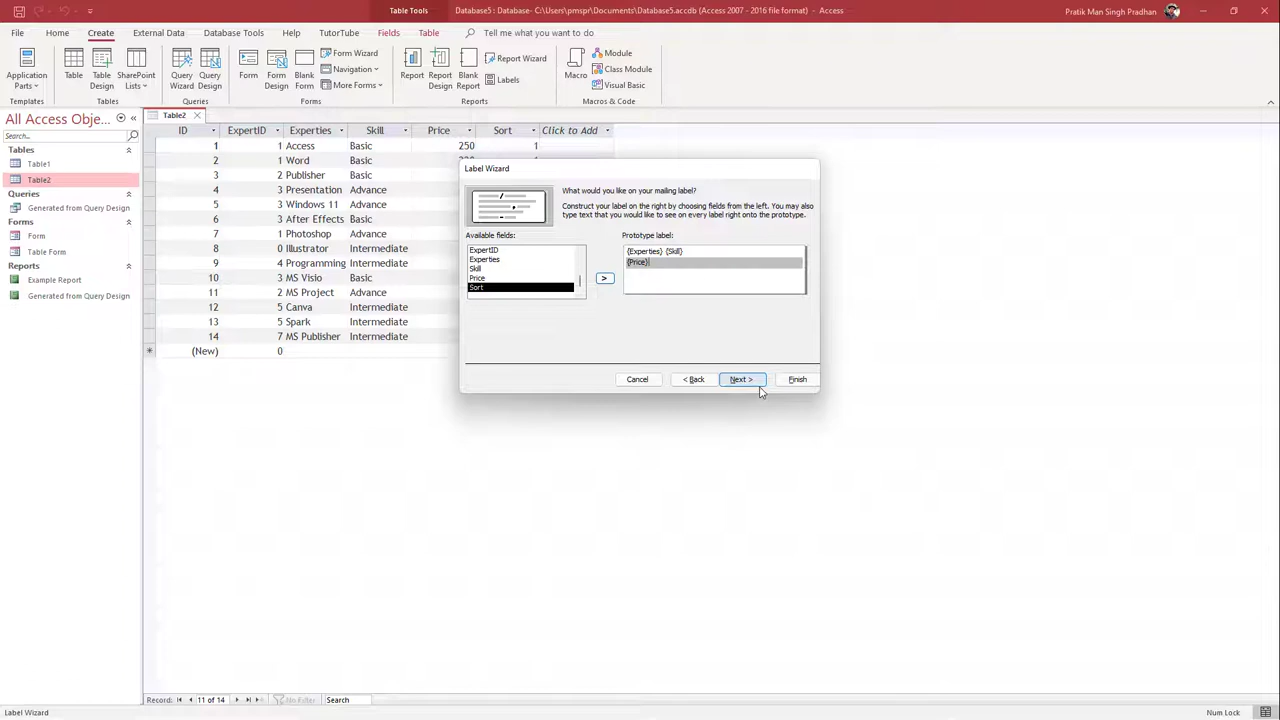 Table Tools
Database5 : Database- C:\Users\pmspr\Documents\Database5.accdb (Access 2007 - 2016 file format) - Access
Pratik Man Singh Pradhan
File Home Create External Data Database Tools Help TutorTube Fields Table Tell me what you want to do
Application Parts
Table
Table Design
SharePoint Lists
Query Wizard
Query Design
Form
Form Design
Blank Form
Form Wizard
Navigation
More Forms
Report
Report Design
Blank Report
Report Wizard
Labels
Macro
Module
Class Module
Visual Basic
Templates Tables Queries Forms Reports Macros & Code
All Access Obje...
Search...
Tables
Table1
Table2
Queries
Generated from Query Design
Forms
Form
Table Form
Reports
Example Report
Generated from Query Design
Table2
ID ExpertID Experties Skill Price Sort Click to Add
1 1 Access Basic 250 1
2 1 Word Basic
3 2 Publisher Basic
4 3 Presentation Advance
5 3 Windows 11 Advance
6 3 After Effects Basic
7 1 Photoshop Advance
8 0 Illustrator Intermediate
9 4 Programming Intermediate
10 3 MS Visio Basic
11 2 MS Project Advance
12 5 Canva Intermediate
13 5 Spark Intermediate
14 7 MS Publisher Intermediate
(New) 0
Label Wizard
What would you like on your mailing label?
Construct your label on the right by choosing fields from the left. You may also
type text that you would like to see on every label right onto the prototype.
Available fields:
ExpertID
Experties
Skill
Price
Sort
>
Prototype label:
{Experties} {Skill}
{Price}
Cancel < Back Next > Finish
Record: 11 of 14 No Filter Search
Label Wizard
Num Lock